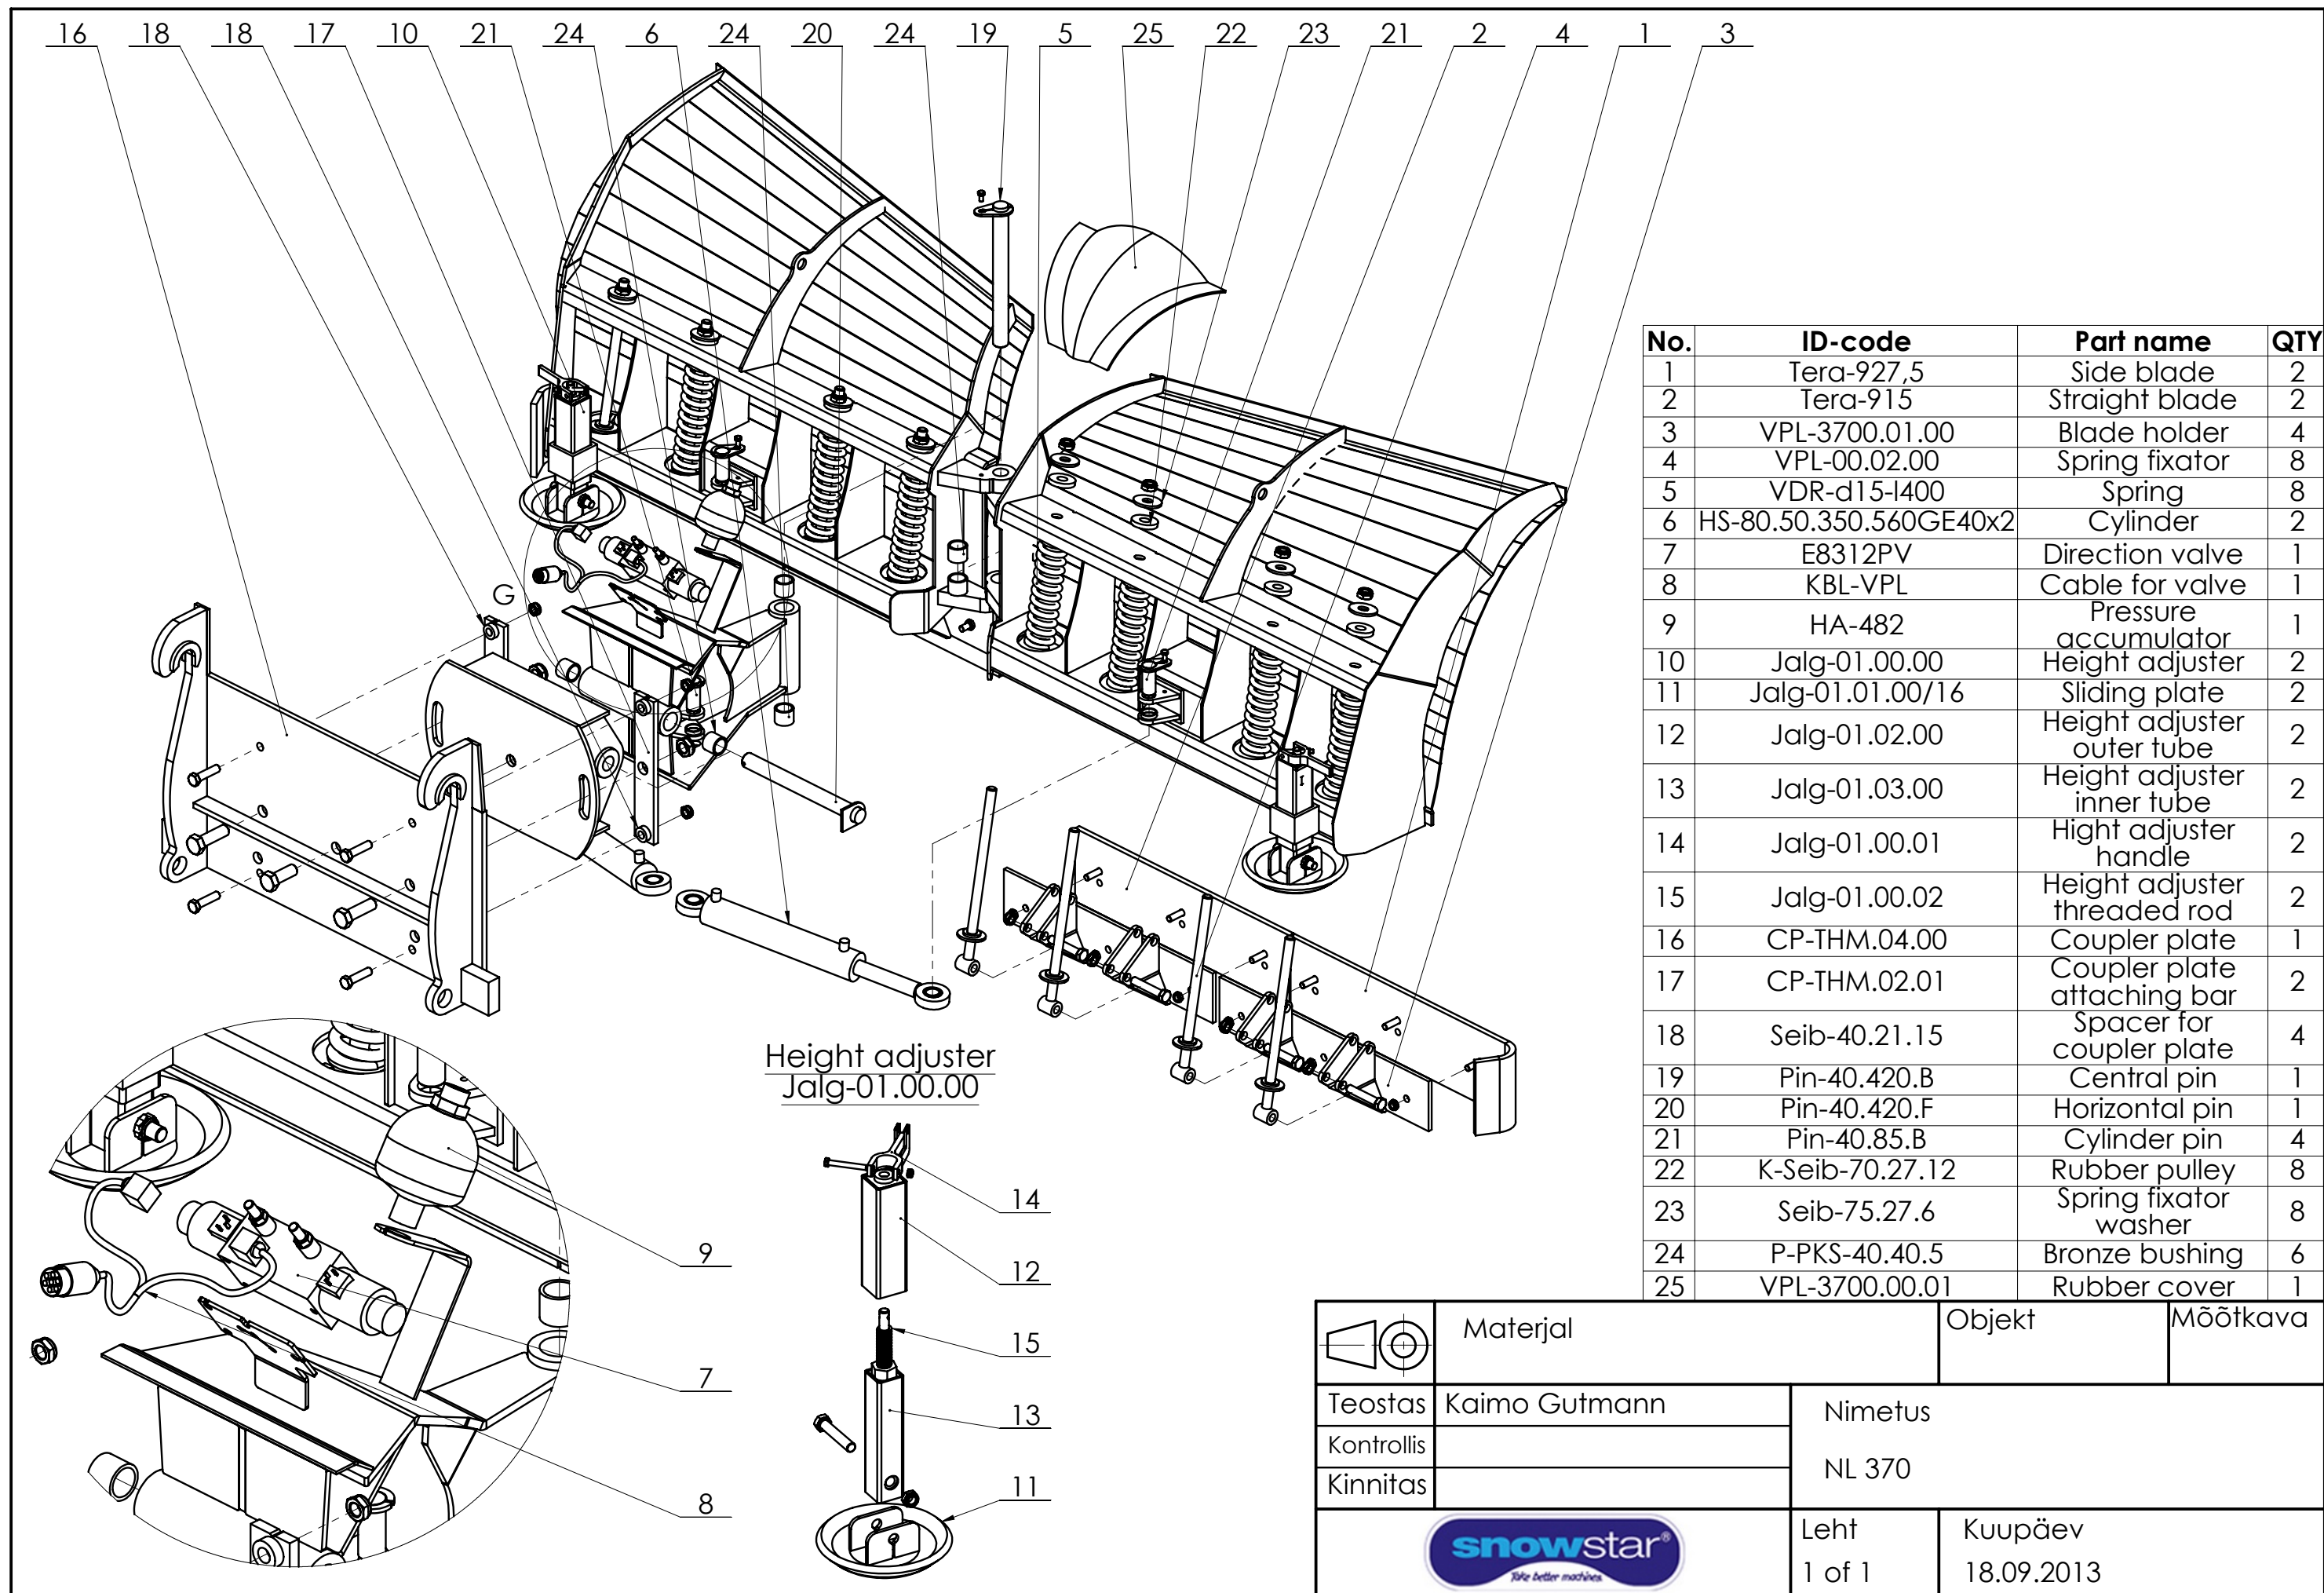 16 18 18 17 10 21 24 6 24 20 24 19 5 25 22 23 21 2 4 1 3
G
No. ID-code Part name QTY
1 Tera-927,5 Side blade 2
2 Tera-915 Straight blade 2
3 VPL-3700.01.00 Blade holder 4
4 VPL-00.02.00 Spring fixator 8
5 VDR-d15-l400 Spring 8
6 HS-80.50.350.560GE40x2 Cylinder 2
7 E8312PV Direction valve 1
8 KBL-VPL Cable for valve 1
9 HA-482 Pressure
accumulator 1
10 Jalg-01.00.00 Height adjuster 2
11 Jalg-01.01.00/16 Sliding plate 2
12 Jalg-01.02.00 Height adjuster
outer tube 2
13 Jalg-01.03.00 Height adjuster
inner tube 2
14 Jalg-01.00.01 Hight adjuster
handle 2
15 Jalg-01.00.02 Height adjuster
threaded rod 2
16 CP-THM.04.00 Coupler plate 1
17 CP-THM.02.01 Coupler plate
attaching bar 2
18 Seib-40.21.15 Spacer for
coupler plate 4
19 Pin-40.420.B Central pin 1
20 Pin-40.420.F Horizontal pin 1
21 Pin-40.85.B Cylinder pin 4
22 K-Seib-70.27.12 Rubber pulley 8
23 Seib-75.27.6 Spring fixator
washer 8
24 P-PKS-40.40.5 Bronze bushing 6
25 VPL-3700.00.01 Rubber cover 1
Height adjuster
Jalg-01.00.00
9
7
8
14
12
15
13
11
Materjal Objekt Mõõtkava
Teostas Kaimo Gutmann
Kontrollis
Kinnitas
Nimetus
NL 370
snowstar®
Take better machines
Leht
1 of 1
Kuupäev
18.09.2013